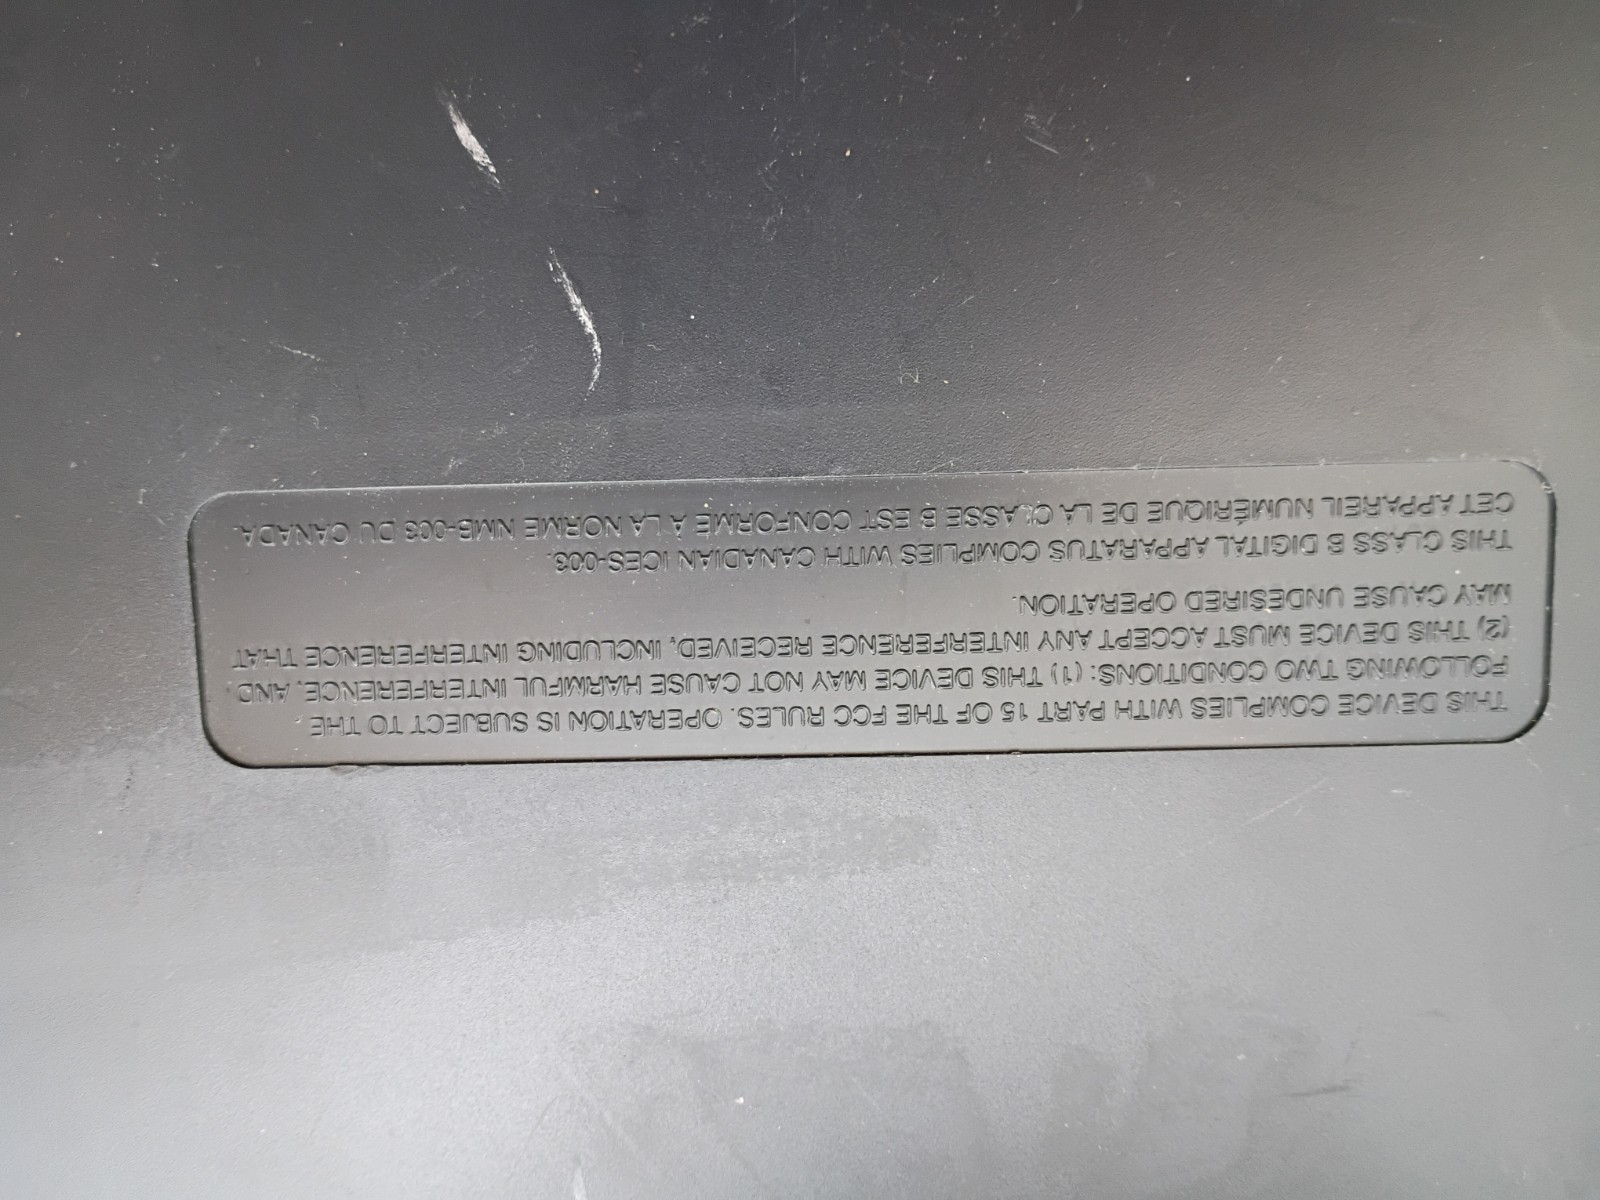 THIS DEVICE COMPLIES WITH PART 15 OF THE FCC RULES. OPERATION IS SUBJECT TO THE
FOLLOWING TWO CONDITIONS: (1) THIS DEVICE MAY NOT CAUSE HARMFUL INTERFERENCE, AND,
(2) THIS DEVICE MUST ACCEPT ANY INTERFERENCE RECEIVED, INCLUDING INTERFERENCE THAT
MAY CAUSE UNDESIRED OPERATION.
THIS CLASS B DIGITAL APPARATUS COMPLIES WITH CANADIAN ICES-003.
CET APPAREIL NUMÉRIQUE DE LA CLASSE B EST CONFORME À LA NORME NMB-003 DU CANADA.